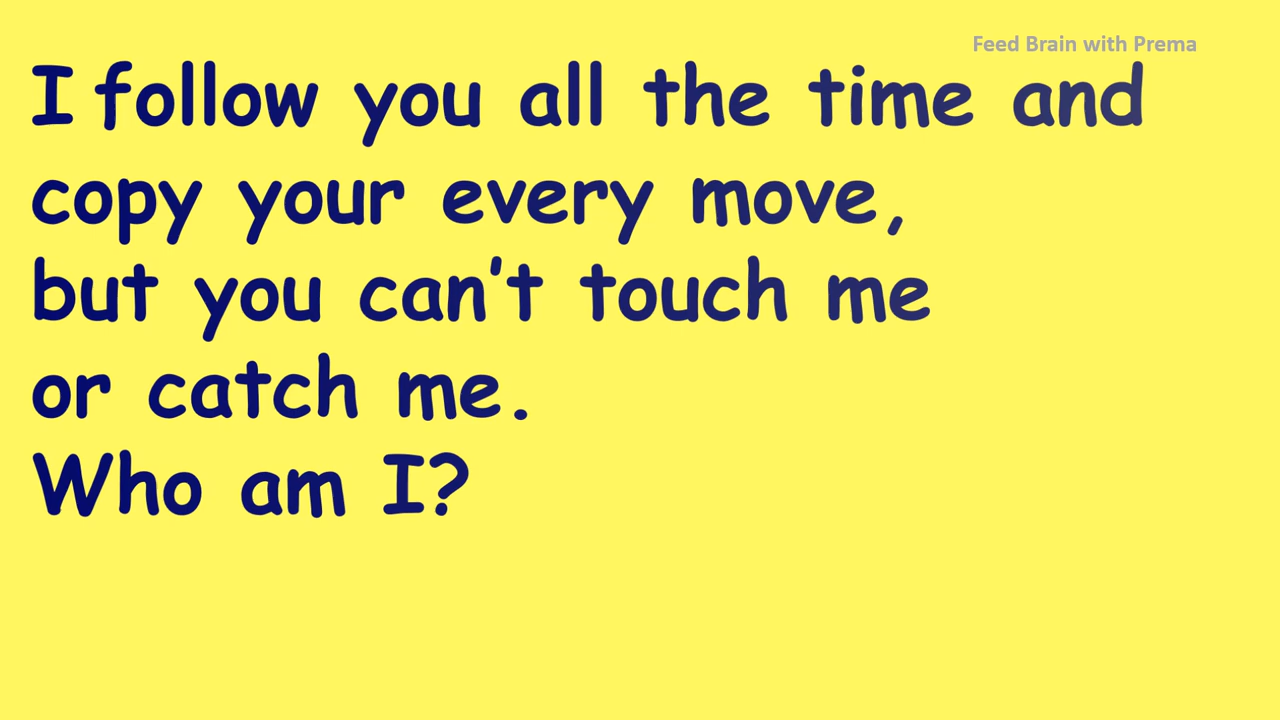 Feed Brain with Prema
I follow you all the time and
copy your every move,
but you can't touch me
or catch me.
Who am I?